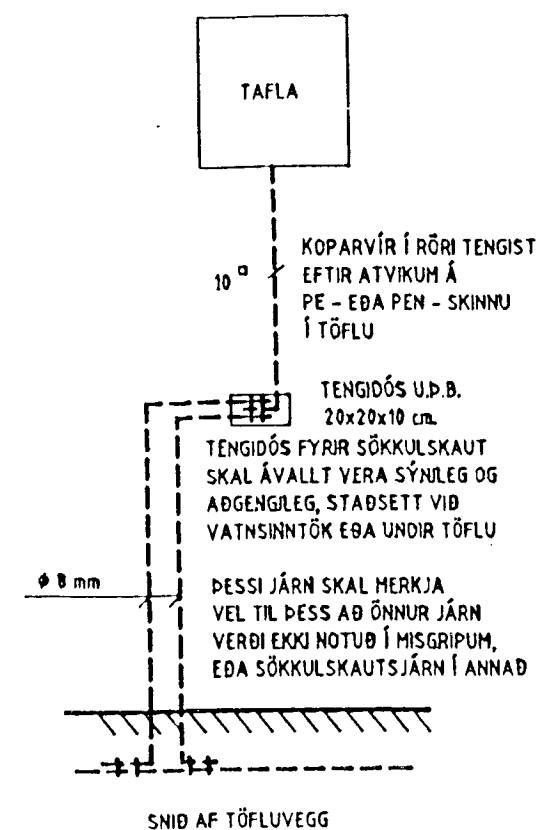 TAFLA
KOPARVÍR Í RÖRI TENGIST
EFTIR ATVIKUM Á
PE - EÐA PEN - SKINNU
Í TÖFLU
10 □
TENGIDÓS U.Þ.B.
20x20x10 cm.
TENGIDÓS FYRIR SÖKKULSKAUT
SKAL ÁVALLT VERA SÝNILEG OG
AÐGENGILEG, STAÐSETT VIÐ
VATNSINNTÖK EÐA UNDIR TÖFLU
ø 8 mm
ÞESSI JÁRN SKAL MERKJA
VEL TIL ÞESS AÐ ÖNNUR JÁRN
VERÐI EKKI NOTUÐ Í MISGRIPUM,
EÐA SÖKKULSKAUTSJÁRN Í ANNAÐ
SNIÐ AF TÖFLUVEGG